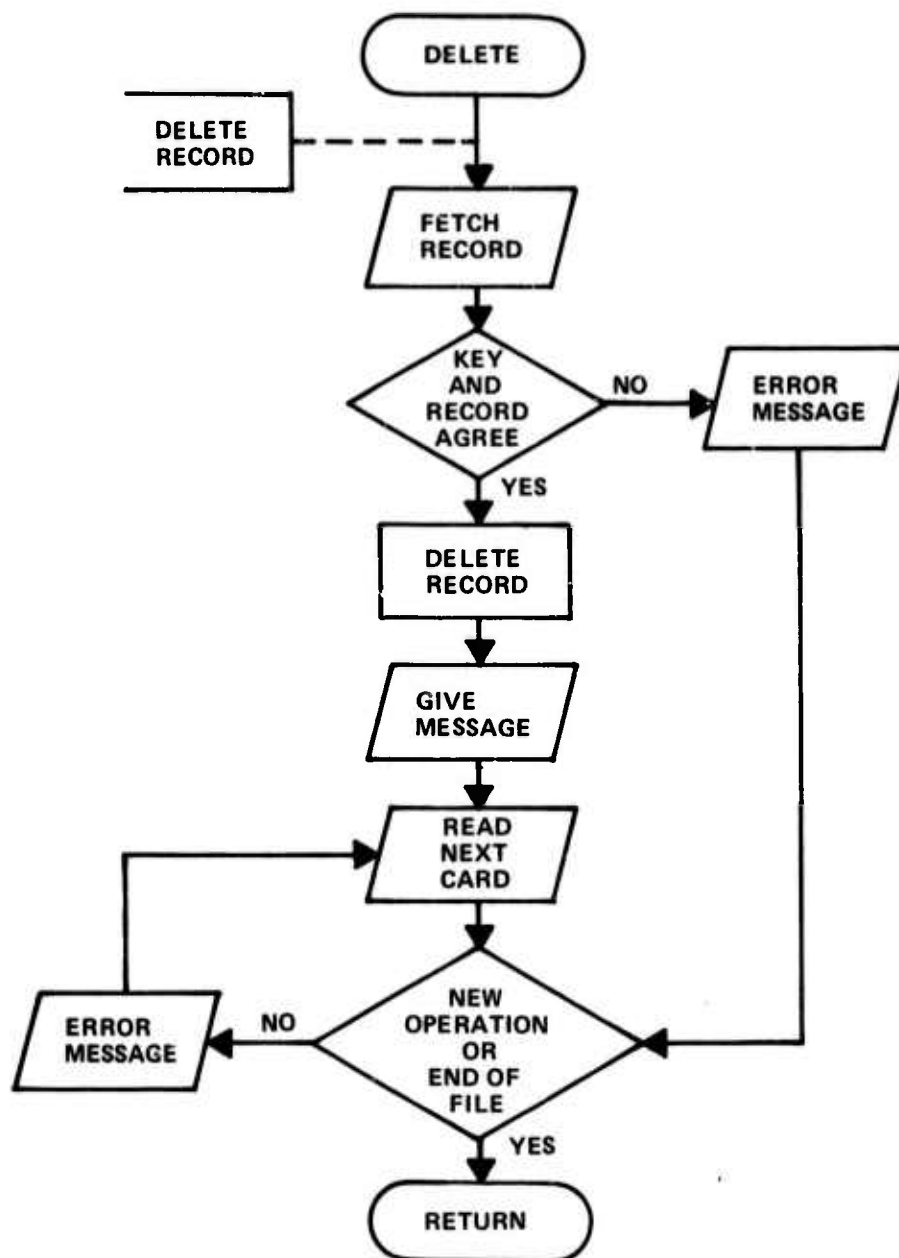 DELETE
DELETE
RECORD
FETCH
RECORD
KEY
AND
RECORD
AGREE
NO
ERROR
MESSAGE
YES
DELETE
RECORD
GIVE
MESSAGE
READ
NEXT
CARD
NEW
OPERATION
OR
END OF
FILE
NO
ERROR
MESSAGE
YES
RETURN